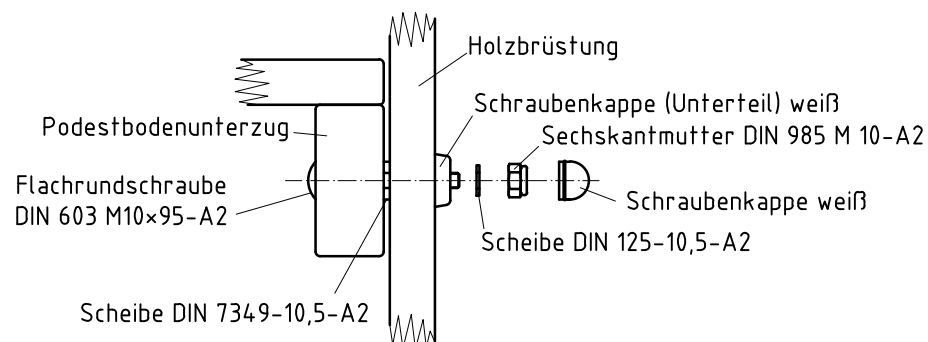 Holzbrüstung
Schraubenkappe (Unterteil) weiß
Podestbodenunterzug
Sechskantmutter DIN 985 M 10-A2
Flachrundschraube
DIN 603 M10×95-A2
Schraubenkappe weiß
Scheibe DIN 125-10,5-A2
Scheibe DIN 7349-10,5-A2